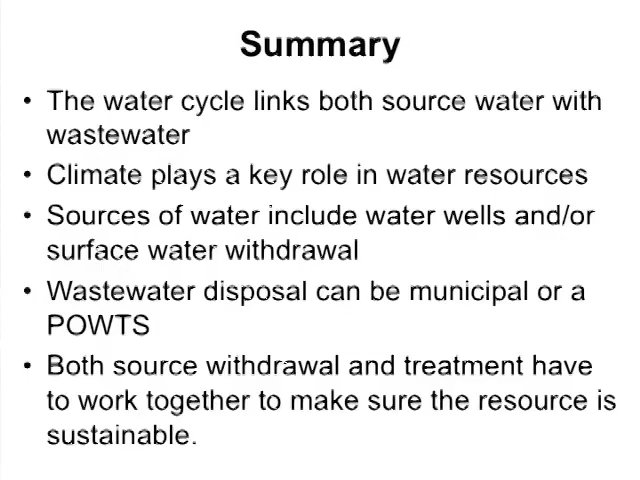 Summary
• The water cycle links both source water with
wastewater
• Climate plays a key role in water resources
• Sources of water include water wells and/or
surface water withdrawal
• Wastewater disposal can be municipal or a
POWTS
• Both source withdrawal and treatment have
to work together to make sure the resource is
sustainable.